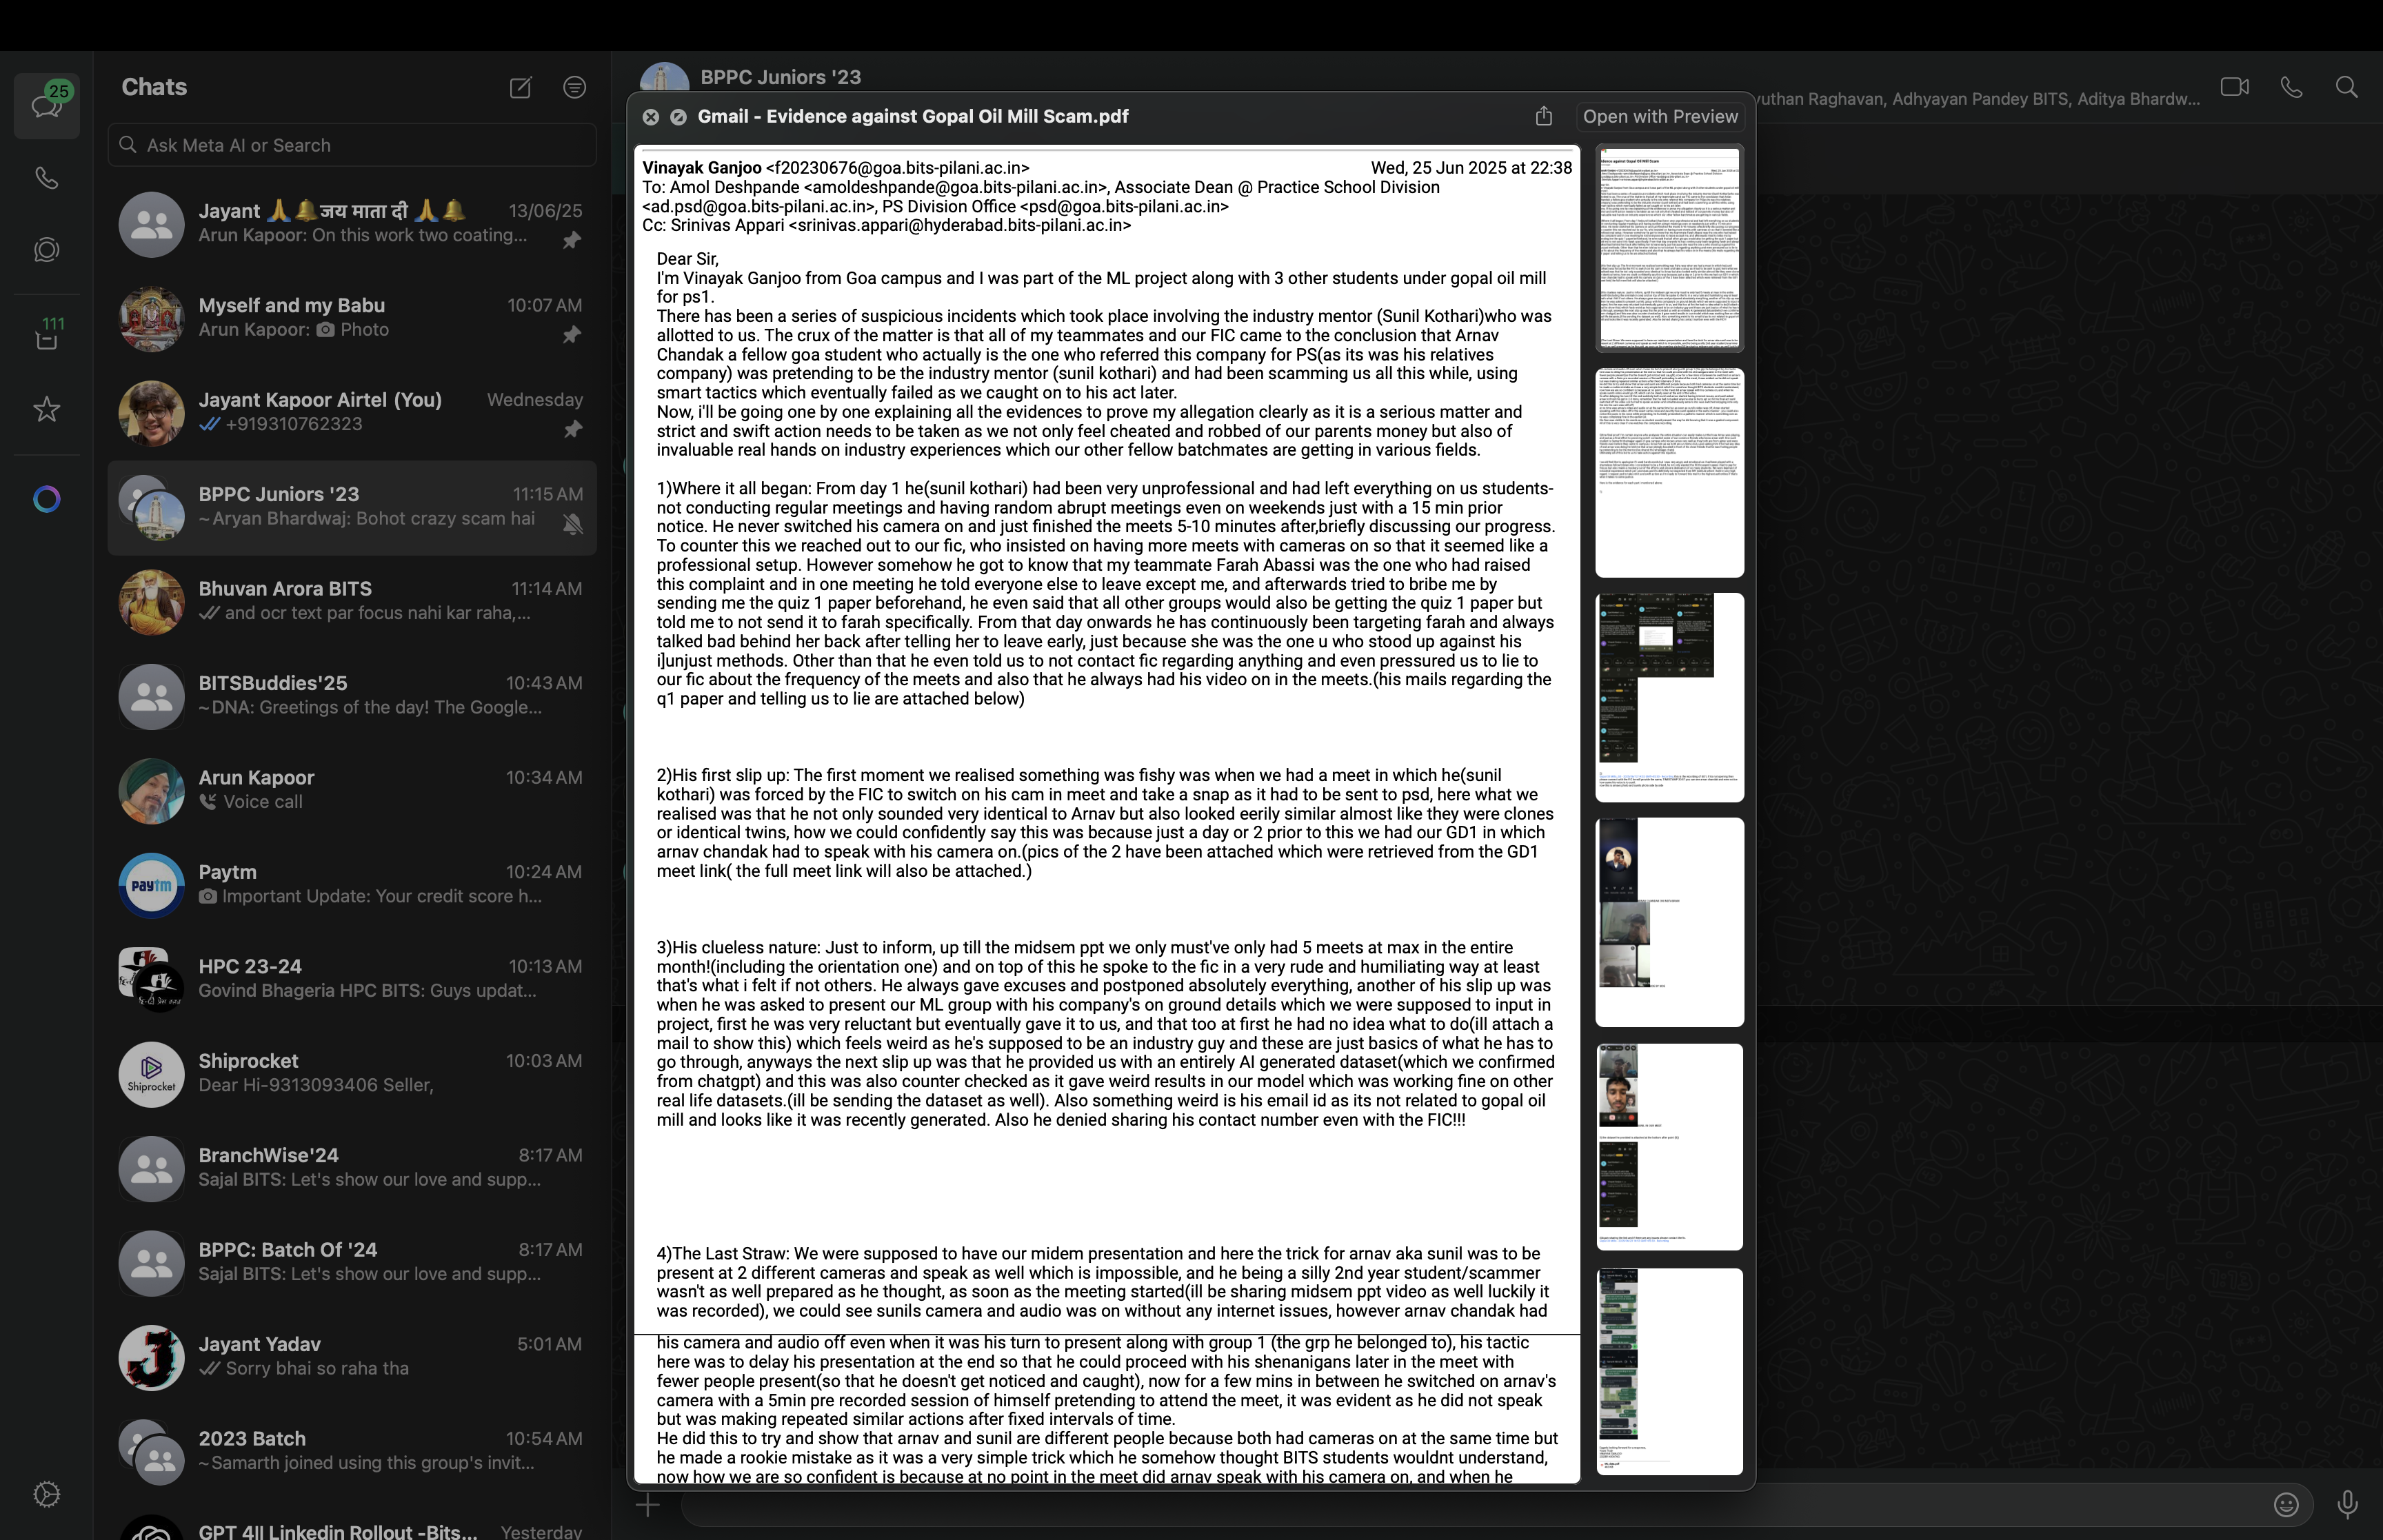 25
111
Chats
Ask Meta AI or Search
Jayant 🙏🔔जय माता दी 🙏🔔
13/06/25
Arun Kapoor: On this work two coating...
Myself and my Babu
10:07 AM
Arun Kapoor: Photo
Jayant Kapoor Airtel (You)
Wednesday
+919310762323
BPPC Juniors '23
11:15 AM
~ Aryan Bhardwaj: Bohot crazy scam hai
Bhuvan Arora BITS
11:14 AM
and ocr text par focus nahi kar raha,...
BITSBuddies'25
10:43 AM
~ DNA: Greetings of the day! The Google...
Arun Kapoor
10:34 AM
Voice call
Paytm
10:24 AM
Important Update: Your credit score h...
HPC 23-24
10:13 AM
Govind Bhageria HPC BITS: Guys updat...
Shiprocket
10:03 AM
Dear Hi-9313093406 Seller,
BranchWise'24
8:17 AM
Sajal BITS: Let's show our love and supp...
BPPC: Batch Of '24
8:17 AM
Sajal BITS: Let's show our love and supp...
Jayant Yadav
5:01 AM
Sorry bhai so raha tha
2023 Batch
10:54 AM
~ Samarth joined using this group's invit...
GPT 4|| Linkedin Rollout -Bits...
Yesterday
paytm
Shiprocket
BPPC Juniors '23
yuthan Raghavan, Adhyayan Pandey BITS, Aditya Bhardw...
Gmail - Evidence against Gopal Oil Mill Scam.pdf
Open with Preview
Vinayak Ganjoo <f20230676@goa.bits-pilani.ac.in>
Wed, 25 Jun 2025 at 22:38
To: Amol Deshpande <amoldeshpande@goa.bits-pilani.ac.in>, Associate Dean @ Practice School Division
<ad.psd@goa.bits-pilani.ac.in>, PS Division Office <psd@goa.bits-pilani.ac.in>
Cc: Srinivas Appari <srinivas.appari@hyderabad.bits-pilani.ac.in>
Dear Sir,
I'm Vinayak Ganjoo from Goa campus and I was part of the ML project along with 3 other students under gopal oil mill
for ps1.
There has been a series of suspicious incidents which took place involving the industry mentor (Sunil Kothari)who was
allotted to us. The crux of the matter is that all of my teammates and our FIC came to the conclusion that Arnav
Chandak a fellow goa student who actually is the one who referred this company for PS(as its was his relatives
company) was pretending to be the industry mentor (sunil kothari) and had been scamming us all this while, using
smart tactics which eventually failed as we caught on to his act later.
Now, i'll be going one by one explaining all the evidences to prove my allegation clearly as it is a serious matter and
strict and swift action needs to be taken as we not only feel cheated and robbed of our parents money but also of
invaluable real hands on industry experiences which our other fellow batchmates are getting in various fields.
1)Where it all began: From day 1 he(sunil kothari) had been very unprofessional and had left everything on us students-
not conducting regular meetings and having random abrupt meetings even on weekends just with a 15 min prior
notice. He never switched his camera on and just finished the meets 5-10 minutes after,briefly discussing our progress.
To counter this we reached out to our fic, who insisted on having more meets with cameras on so that it seemed like a
professional setup. However somehow he got to know that my teammate Farah Abassi was the one who had raised
this complaint and in one meeting he told everyone else to leave except me, and afterwards tried to bribe me by
sending me the quiz 1 paper beforehand, he even said that all other groups would also be getting the quiz 1 paper but
told me to not send it to farah specifically. From that day onwards he has continuously been targeting farah and always
talked bad behind her back after telling her to leave early, just because she was the one u who stood up against his
i]unjust methods. Other than that he even told us to not contact fic regarding anything and even pressured us to lie to
our fic about the frequency of the meets and also that he always had his video on in the meets.(his mails regarding the
q1 paper and telling us to lie are attached below)
2)His first slip up: The first moment we realised something was fishy was when we had a meet in which he(sunil
kothari) was forced by the FIC to switch on his cam in meet and take a snap as it had to be sent to psd, here what we
realised was that he not only sounded very identical to Arnav but also looked eerily similar almost like they were clones
or identical twins, how we could confidently say this was because just a day or 2 prior to this we had our GD1 in which
arnav chandak had to speak with his camera on.(pics of the 2 have been attached which were retrieved from the GD1
meet link( the full meet link will also be attached.)
3)His clueless nature: Just to inform, up till the midsem ppt we only must've only had 5 meets at max in the entire
month!(including the orientation one) and on top of this he spoke to the fic in a very rude and humiliating way at least
that's what i felt if not others. He always gave excuses and postponed absolutely everything, another of his slip up was
when he was asked to present our ML group with his company's on ground details which we were supposed to input in
project, first he was very reluctant but eventually gave it to us, and that too at first he had no idea what to do(ill attach a
mail to show this) which feels weird as he's supposed to be an industry guy and these are just basics of what he has to
go through, anyways the next slip up was that he provided us with an entirely AI generated dataset(which we confirmed
from chatgpt) and this was also counter checked as it gave weird results in our model which was working fine on other
real life datasets.(ill be sending the dataset as well). Also something weird is his email id as its not related to gopal oil
mill and looks like it was recently generated. Also he denied sharing his contact number even with the FIC!!!
4)The Last Straw: We were supposed to have our midem presentation and here the trick for arnav aka sunil was to be
present at 2 different cameras and speak as well which is impossible, and he being a silly 2nd year student/scammer
wasn't as well prepared as he thought, as soon as the meeting started(ill be sharing midsem ppt video as well luckily it
was recorded), we could see sunils camera and audio was on without any internet issues, however arnav chandak had
his camera and audio off even when it was his turn to present along with group 1 (the grp he belonged to), his tactic
here was to delay his presentation at the end so that he could proceed with his shenanigans later in the meet with
fewer people present(so that he doesn't get noticed and caught), now for a few mins in between he switched on arnav's
camera with a 5min pre recorded session of himself pretending to attend the meet, it was evident as he did not speak
but was making repeated similar actions after fixed intervals of time.
He did this to try and show that arnav and sunil are different people because both had cameras on at the same time but
he made a rookie mistake as it was a very simple trick which he somehow thought BITS students wouldnt understand,
now how we are so confident is because at no point in the meet did arnav speak with his camera on, and when he